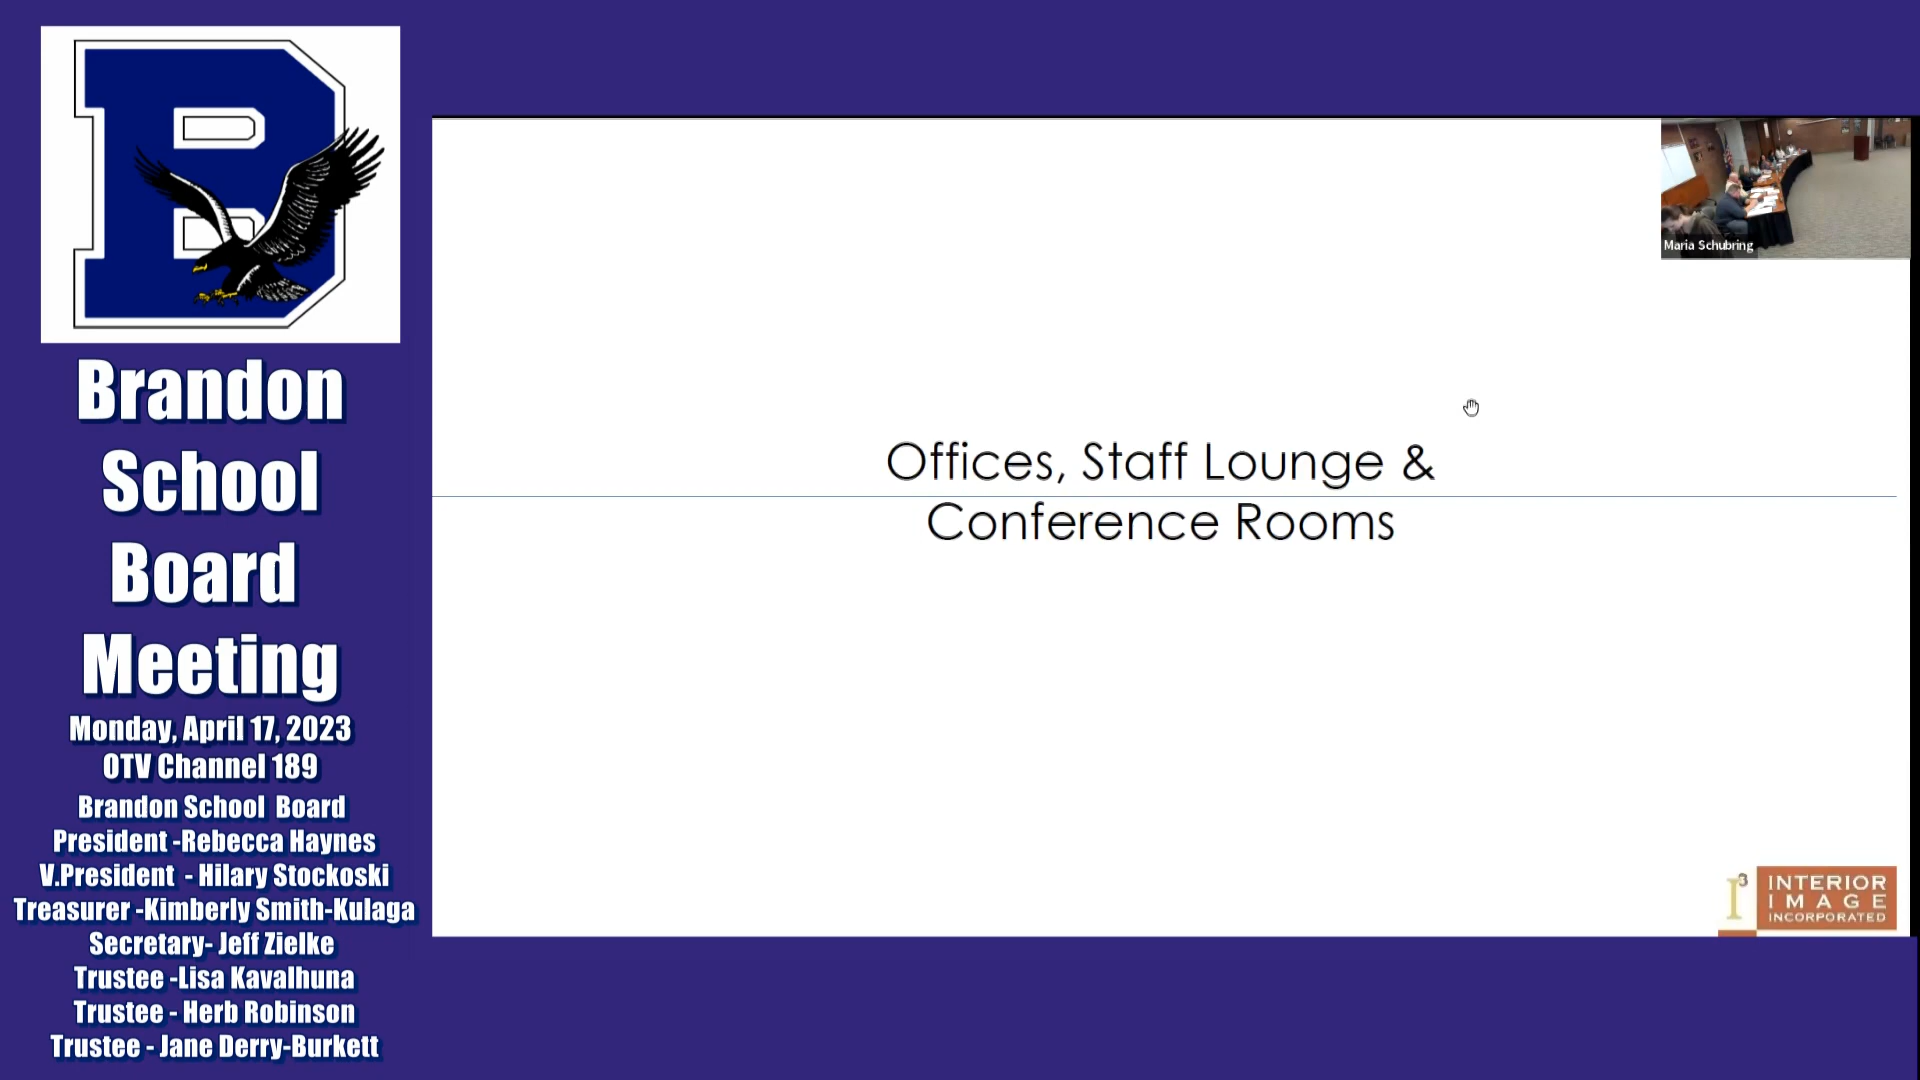 Brandon
School
Board
Meeting
Monday, April 17, 2023
OTV Channel 189
Brandon School Board
President -Rebecca Haynes
V.President - Hilary Stockoski
Treasurer -Kimberly Smith-Kulaga
Secretary- Jeff Zielke
Trustee -Lisa Kavalhuna
Trustee - Herb Robinson
Trustee - Jane Derry-Burkett
Maria Schubring
Offices, Staff Lounge &
Conference Rooms
I3
INTERIOR
IMAGE
INCORPORATED